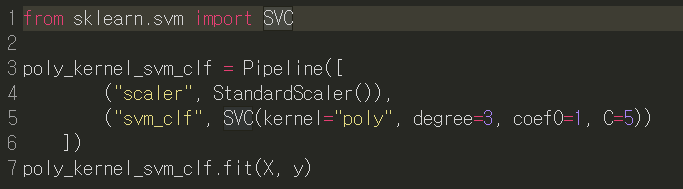 1 from sklearn.svm import SVC
2
3 poly_kernel_svm_clf = Pipeline([
4         ("scaler", StandardScaler()),
5         ("svm_clf", SVC(kernel="poly", degree=3, coef0=1, C=5))
6     ])
7 poly_kernel_svm_clf.fit(X, y)